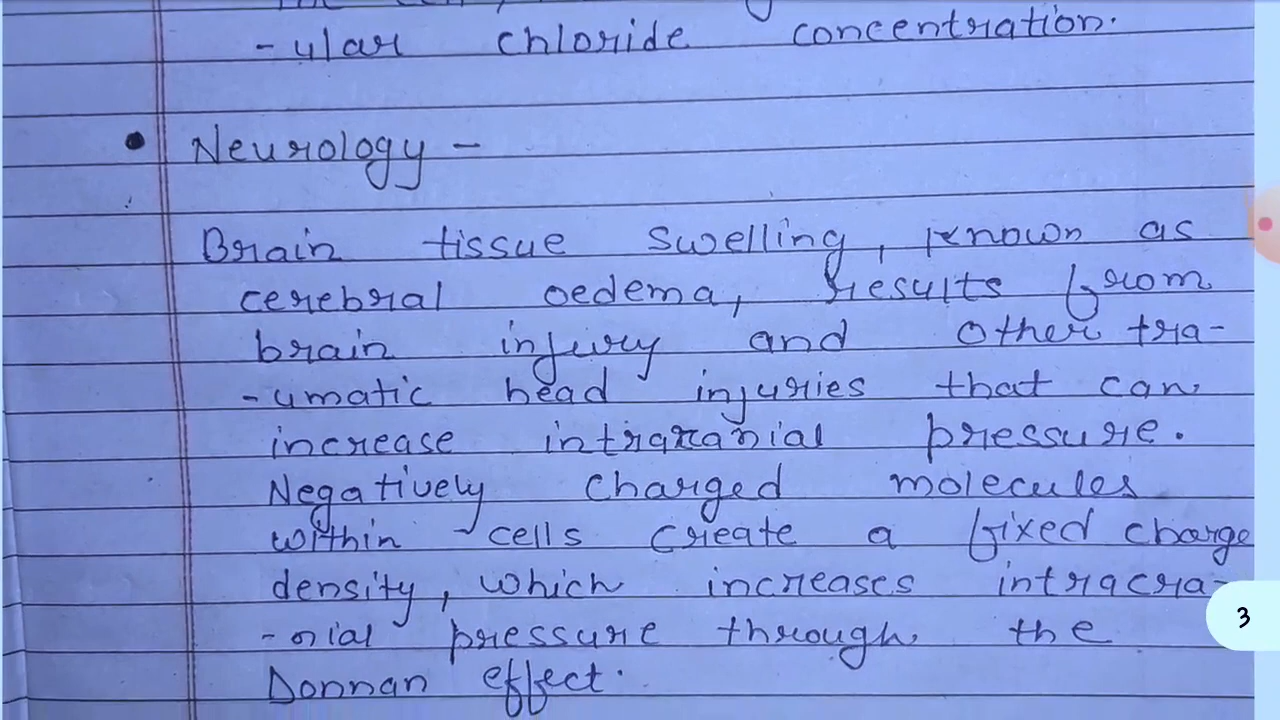 -ular chloride concentration.
• Neurology -
Brain tissue swelling, known as
cerebral oedema, results from
brain injury and other tra-
-umatic head injuries that can
increase intracranial pressure.
Negatively charged molecules
within cells create a fixed charge
density, which increases intracra-
-nial pressure through the
Donnan effect.
3